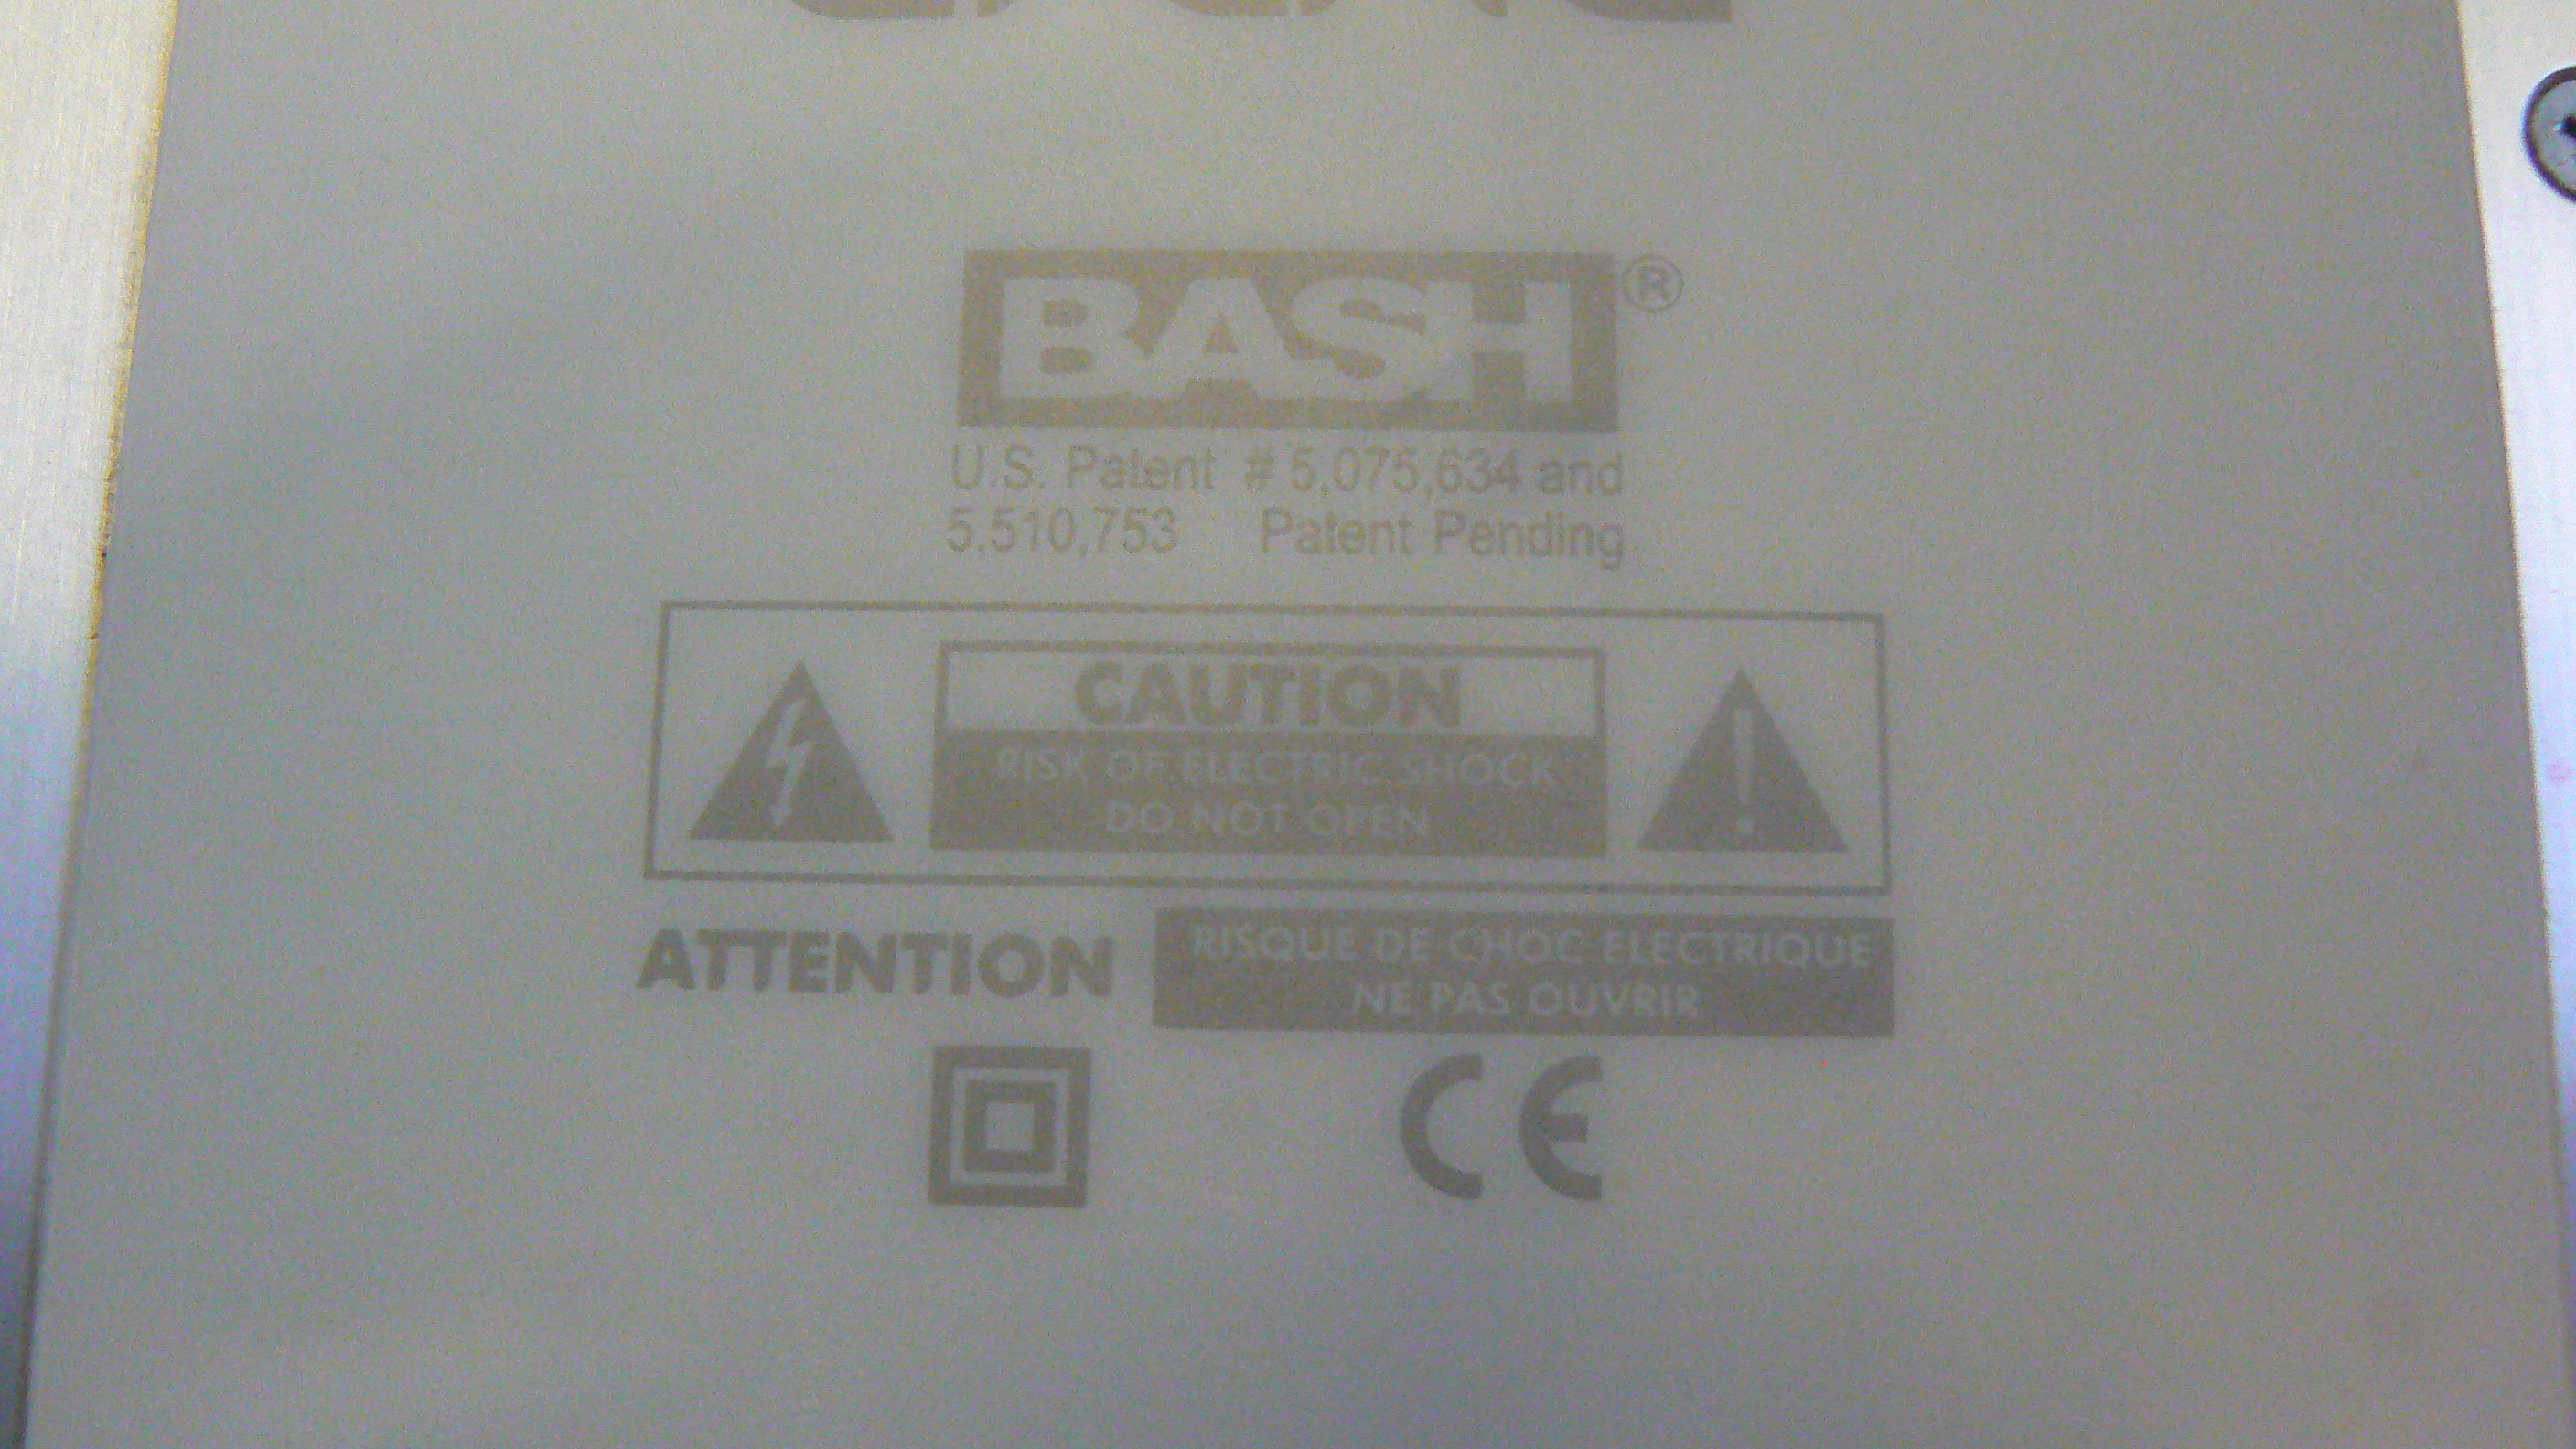 BASH®
U.S. Patent # 5,075,634 and
5,510,753 Patent Pending
CAUTION
RISK OF ELECTRIC SHOCK
DO NOT OPEN
ATTENTION
RISQUE DE CHOC ELECTRIQUE
NE PAS OUVRIR
CE